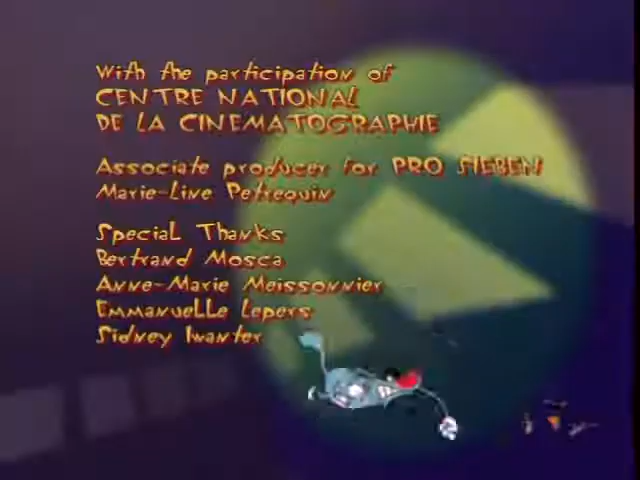 With the participation of
CENTRE NATIONAL
DE LA CINEMATOGRAPHIE
Associate producer for PRO SIEBEN
Marie-Line Petrequin
Special Thanks
Bertrand Mosca
Anne-Marie Meissonnier
Emmanuelle Lepers
Sidney Iwanter